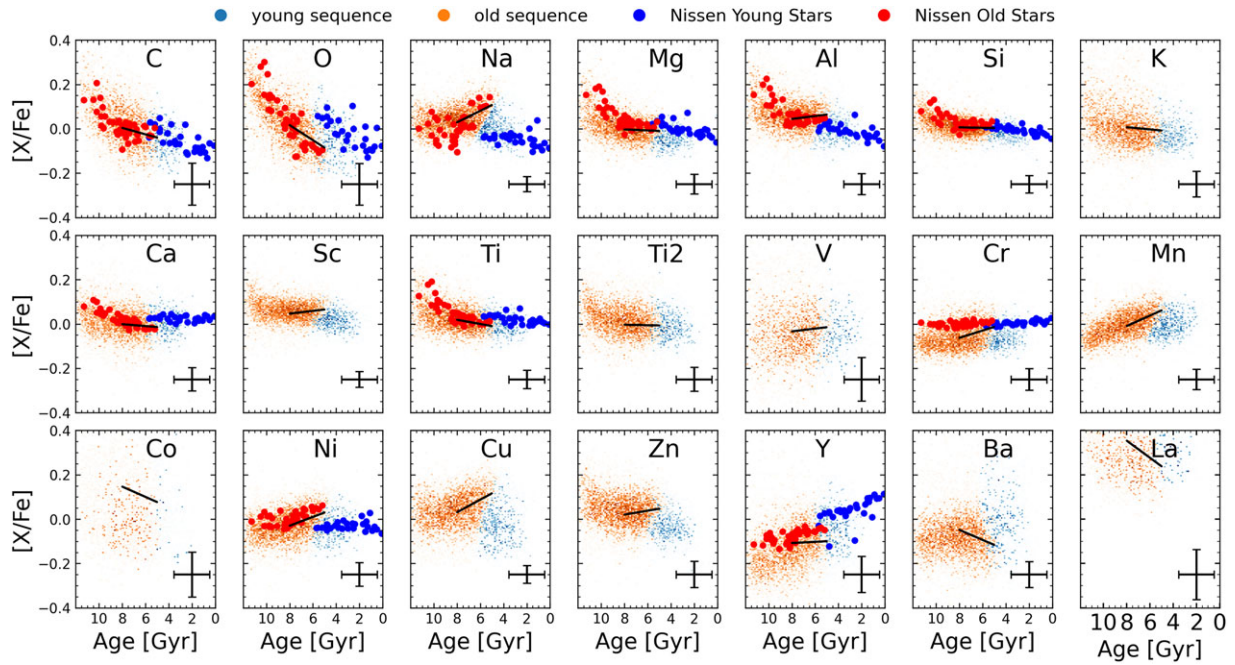 young sequence old sequence Nissen Young Stars Nissen Old Stars
C O Na Mg Al Si K
[X/Fe]
0.4
0.2
0.0
−0.2
−0.4
Ca Sc Ti Ti2 V Cr Mn
[X/Fe]
0.4
0.2
0.0
−0.2
−0.4
Co Ni Cu Zn Y Ba La
[X/Fe]
0.4
0.2
0.0
−0.2
−0.4
10 8 6 4 2 0 10 8 6 4 2 0 10 8 6 4 2 0 10 8 6 4 2 0 10 8 6 4 2 0 10 8 6 4 2 0 10 8 6 4 2 0
Age [Gyr] Age [Gyr] Age [Gyr] Age [Gyr] Age [Gyr] Age [Gyr] Age [Gyr]